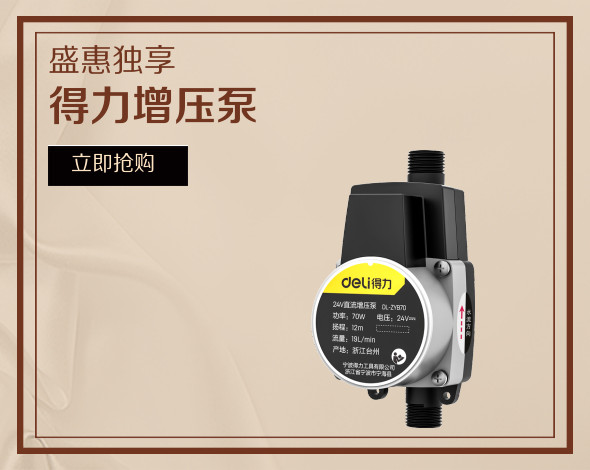 盛惠独享
得力增压泵
立即抢购
deli得力
24V直流增压泵 DL-ZYB70
功率：70W 电压：24V⎓
扬程：12m
流量：19L/min
产地：浙江台州
宁波得力工具有限公司
浙江省宁波市宁海县
水流方向